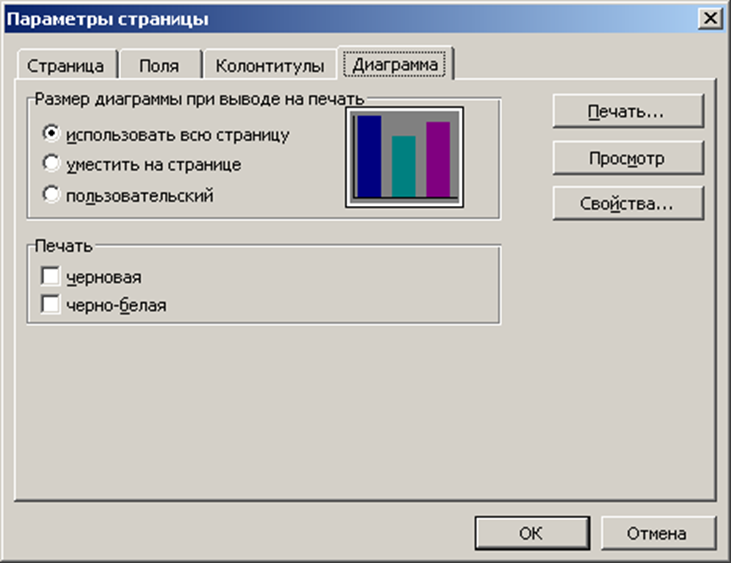 Параметры страницы
Страница Поля Колонтитулы Диаграмма
Размер диаграммы при выводе на печать
использовать всю страницу
уместить на странице
пользовательский
Печать...
Просмотр
Свойства...
Печать
черновая
черно-белая
ОК Отмена